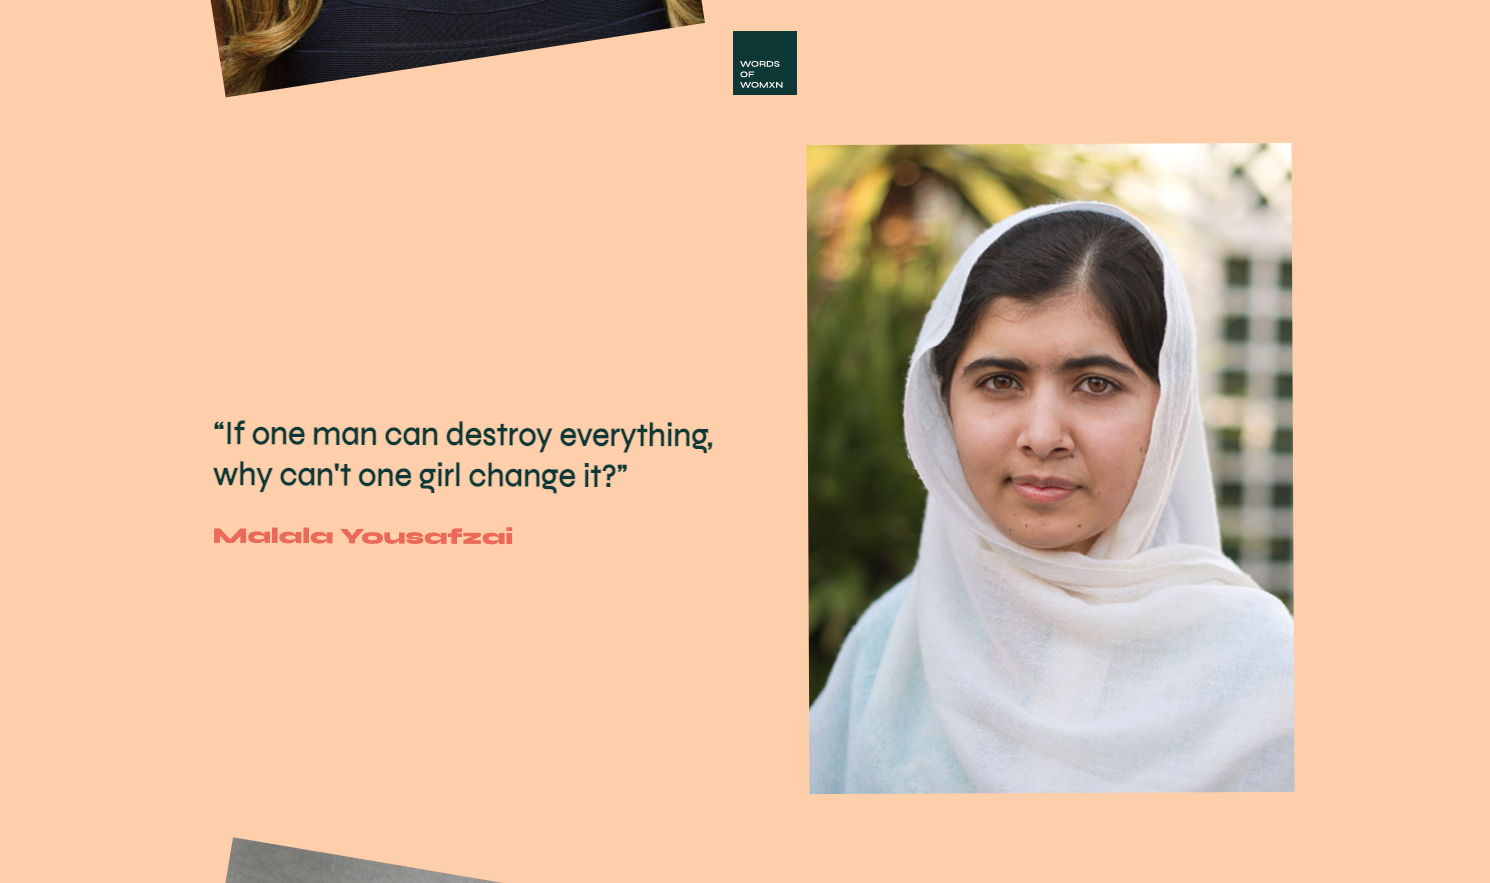 WORDS
OF
WOMXN
“If one man can destroy everything,
why can't one girl change it?”
Malala Yousafzai